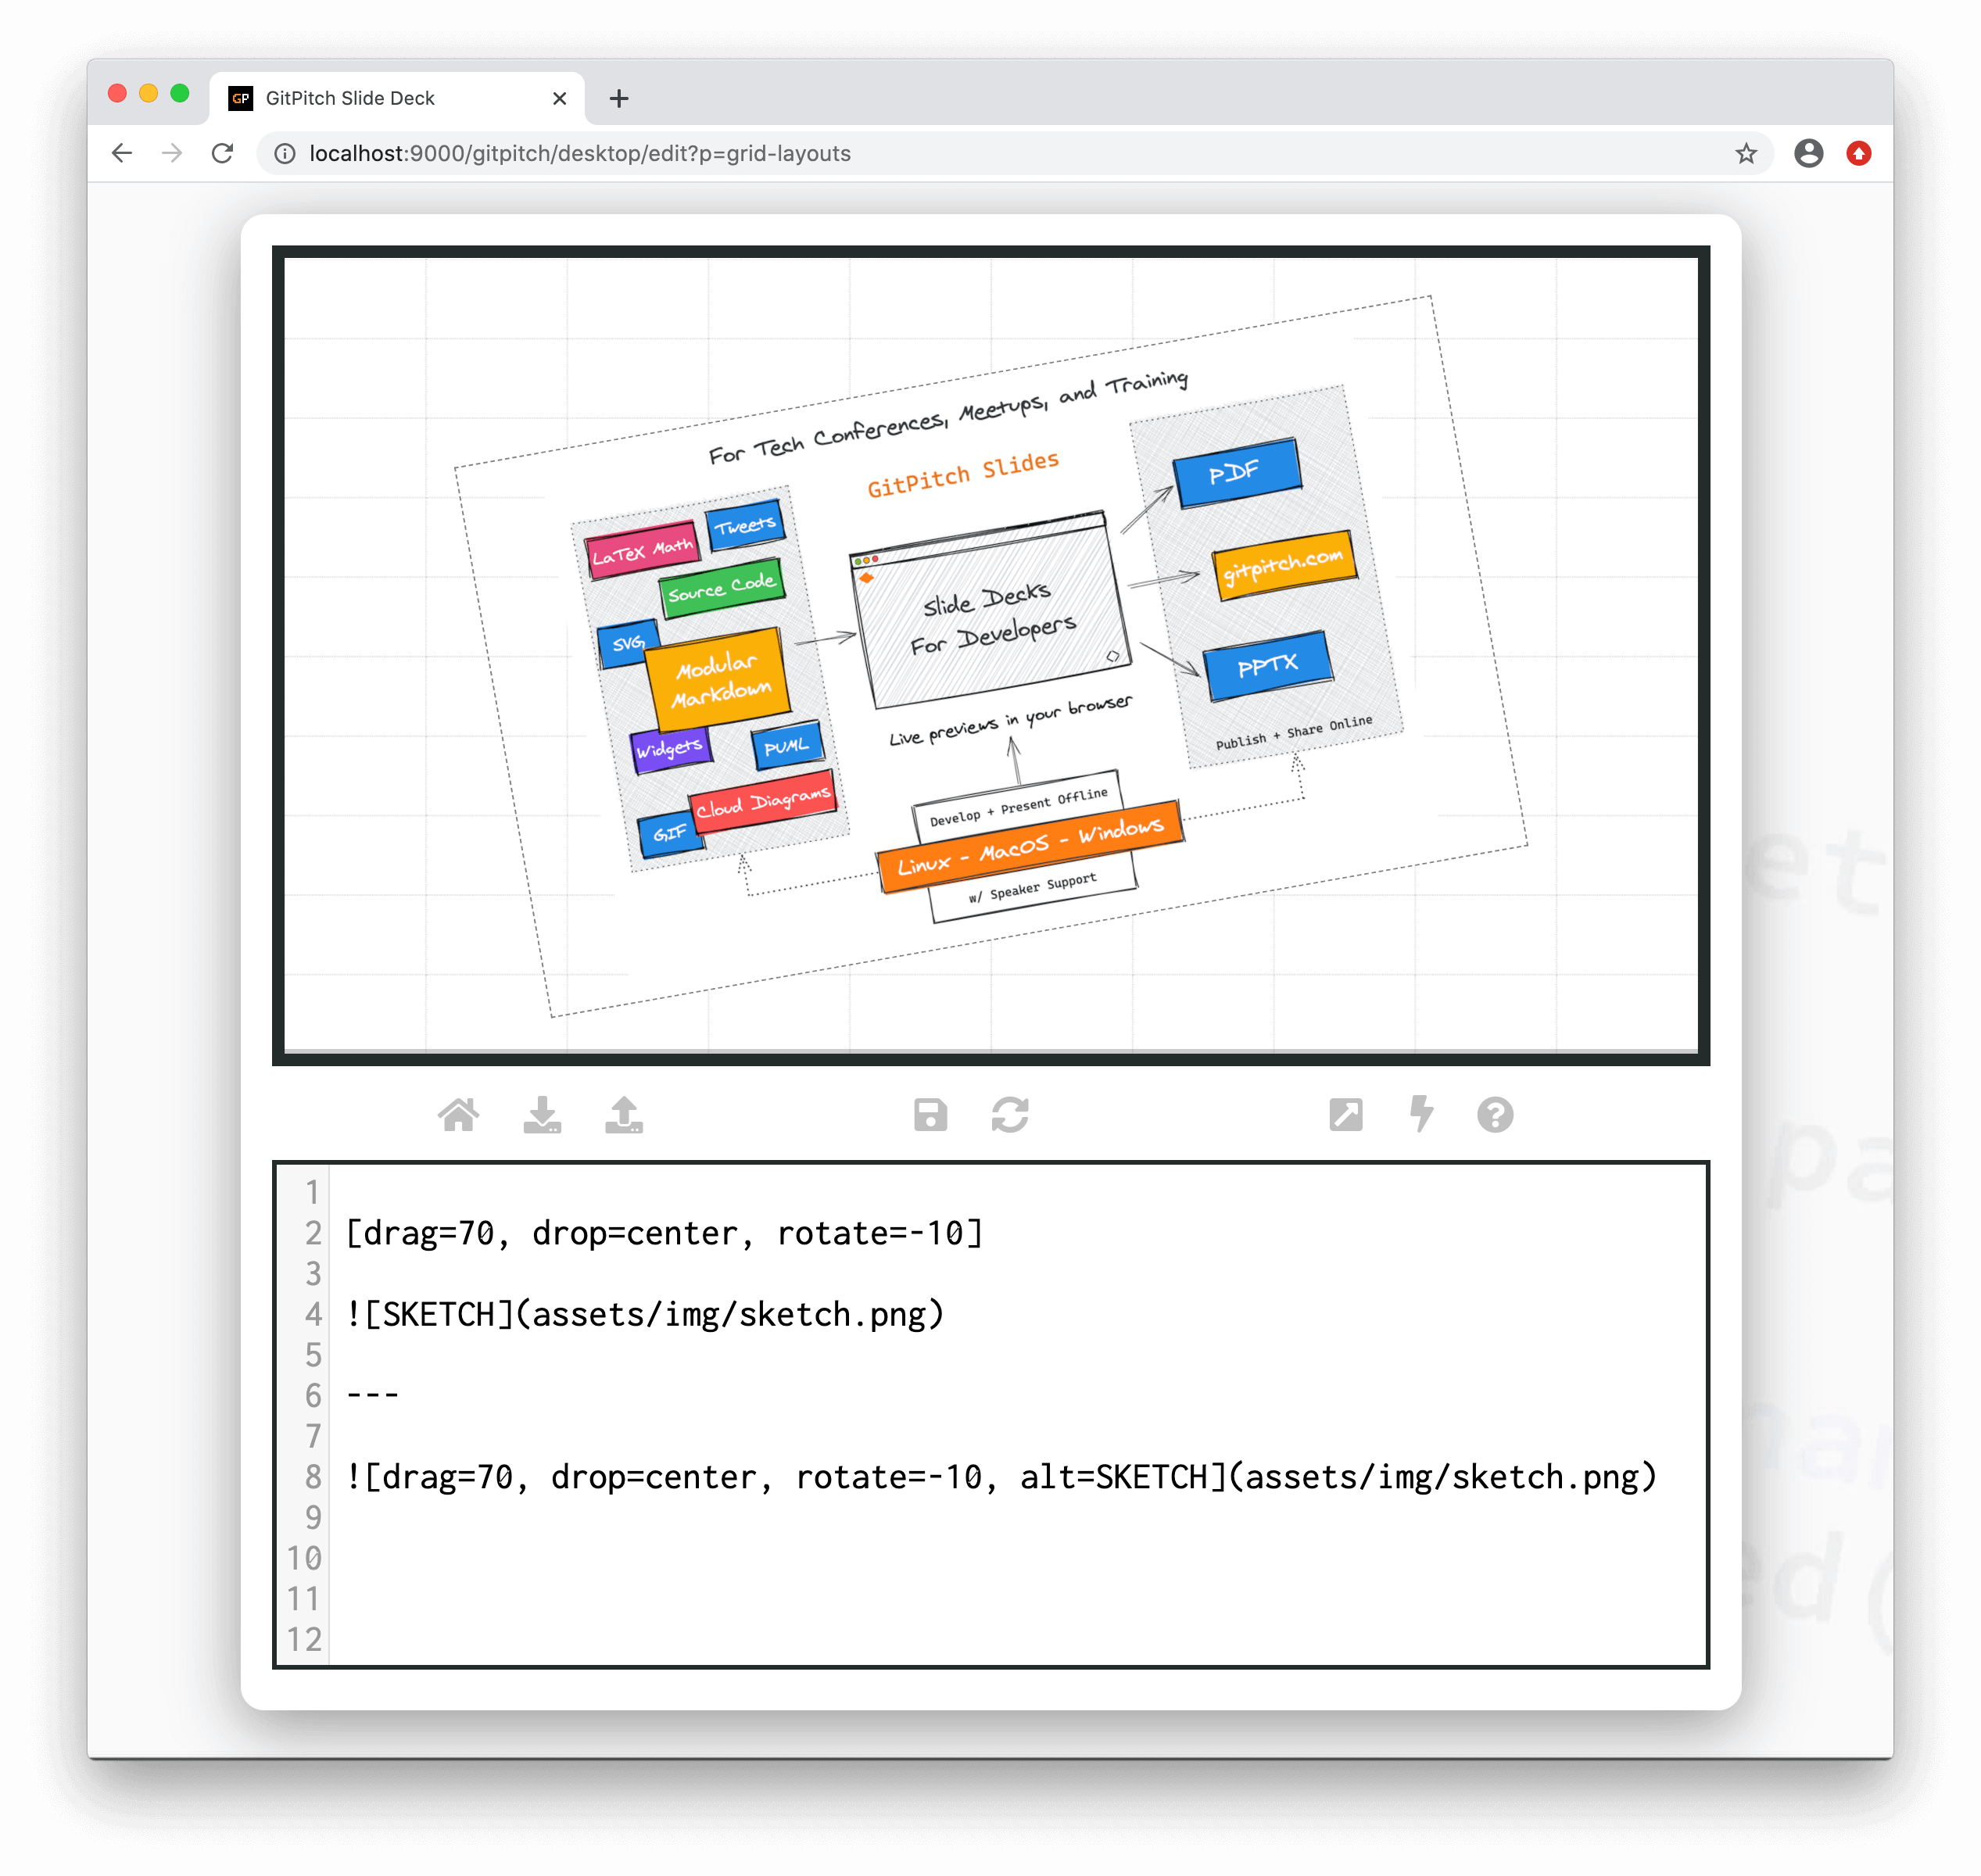 GP GitPitch Slide Deck
localhost:9000/gitpitch/desktop/edit?p=grid-layouts
For Tech Conferences, Meetups, and Training
GitPitch Slides
LaTeX Math
Tweets
Source Code
SVG
Modular
Markdown
Widgets
PUML
Cloud Diagrams
GIF
Slide Decks
For Developers
Live previews in your browser
PDF
gitpitch.com
PPTX
Publish + Share Online
Develop + Present Offline
Linux - MacOS - Windows
w/ Speaker Support
1
2 [drag=70, drop=center, rotate=-10]
3
4 ![SKETCH](assets/img/sketch.png)
5
6 ---
7
8 ![drag=70, drop=center, rotate=-10, alt=SKETCH](assets/img/sketch.png)
9
10
11
12